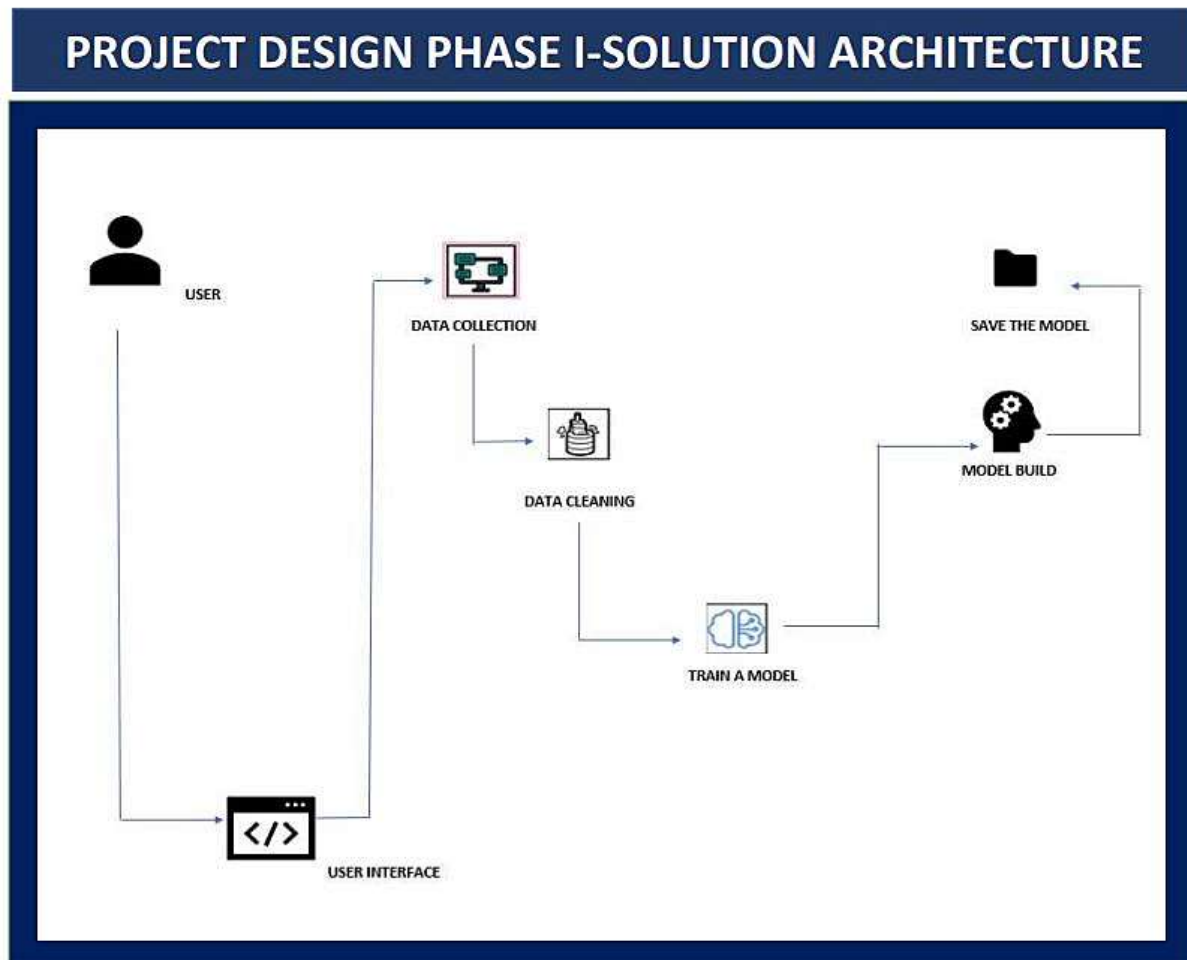 PROJECT DESIGN PHASE I-SOLUTION ARCHITECTURE
USER
DATA COLLECTION
SAVE THE MODEL
MODEL BUILD
DATA CLEANING
TRAIN A MODEL
</>
USER INTERFACE